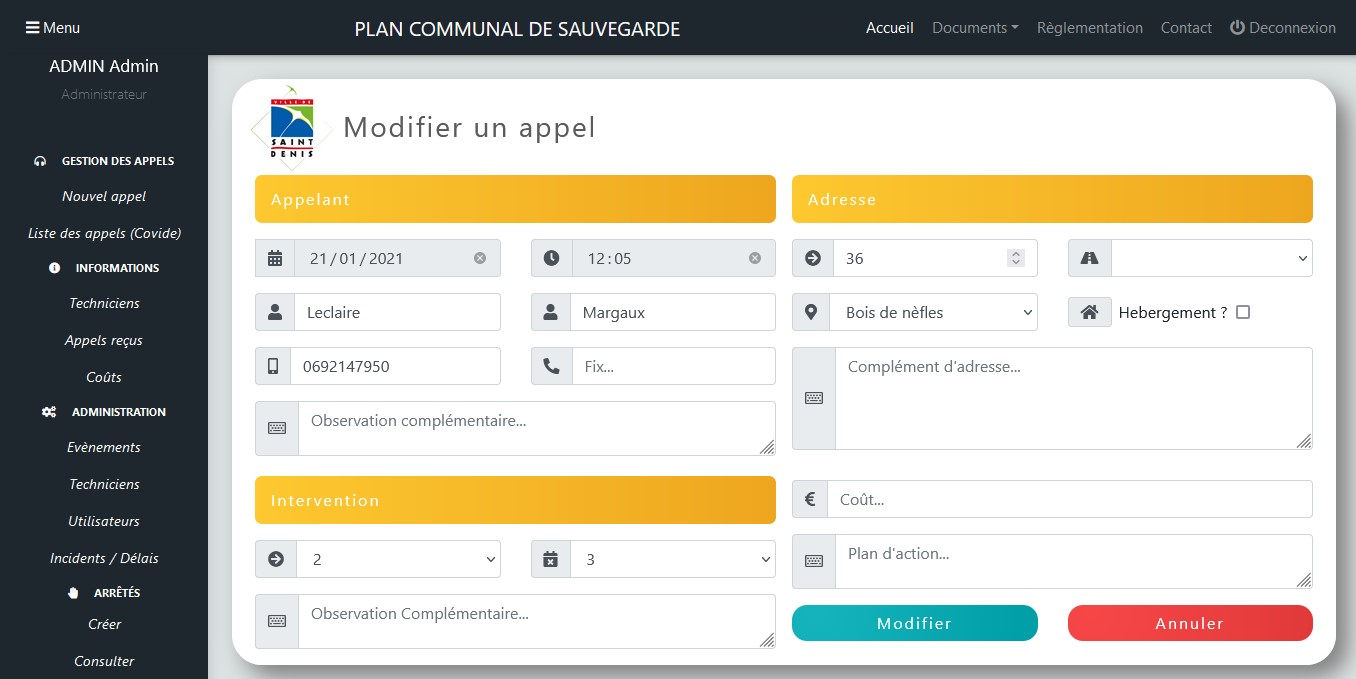 Menu
PLAN COMMUNAL DE SAUVEGARDE
Accueil
Documents
Règlementation
Contact
Deconnexion
ADMIN Admin
Administrateur
GESTION DES APPELS
Nouvel appel
Liste des appels (Covide)
INFORMATIONS
Techniciens
Appels reçus
Coûts
ADMINISTRATION
Evènements
Techniciens
Utilisateurs
Incidents / Délais
ARRÊTÉS
Créer
Consulter
VILLE DE
SAINT
DENIS
Modifier un appel
Appelant
21/01/2021
12:05
Leclaire
Margaux
0692147950
Fix...
Observation complémentaire...
Adresse
36
Bois de nèfles
Hebergement ?
Complément d'adresse...
Intervention
2
3
Observation Complémentaire...
€
Coût...
Plan d'action...
Modifier
Annuler